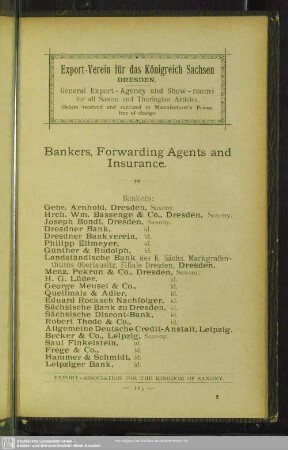 Export-Verein für das Königreich Sachsen
DRESDEN.
General Export-Agency and Show-rooms
for all Saxon and Thuringian Articles.
Orders received and executed at Manufacturer's Prices,
free of charge
Bankers, Forwarding Agents and
Insurance.
Bankers:
Gebr. Arnhold, Dresden, Saxony.
Hrch. Wm. Bassenge & Co., Dresden, Saxony.
Joseph Bondi, Dresden, Saxony.
Dresdner Bank, id.
Dresdner Bankverein, id.
Philipp Ellmeyer, id.
Günther & Rudolph, id.
Landständische Bank des K. Sächs. Markgrafen-
thums Oberlausitz, Filiale Dresden, Dresden.
Menz, Pekrun & Co., Dresden, Saxony.
H. G. Lüder, id.
George Meusel & Co., id.
Quellmalz & Adler, id.
Eduard Rocksch Nachfolger, id.
Sächsische Bank zu Dresden, id.
Sächsische Discont-Bank, id.
Robert Thode & Co., id.
Allgemeine Deutsche Credit-Anstalt, Leipzig.
Becker & Co., Leipzig, Saxony.
Saul Finkelstein, id.
Frege & Co., id.
Hammer & Schmidt, id.
Leipziger Bank, id.
EXPORT-ASSOCIATION FOR THE KINGDOM OF SAXONY.